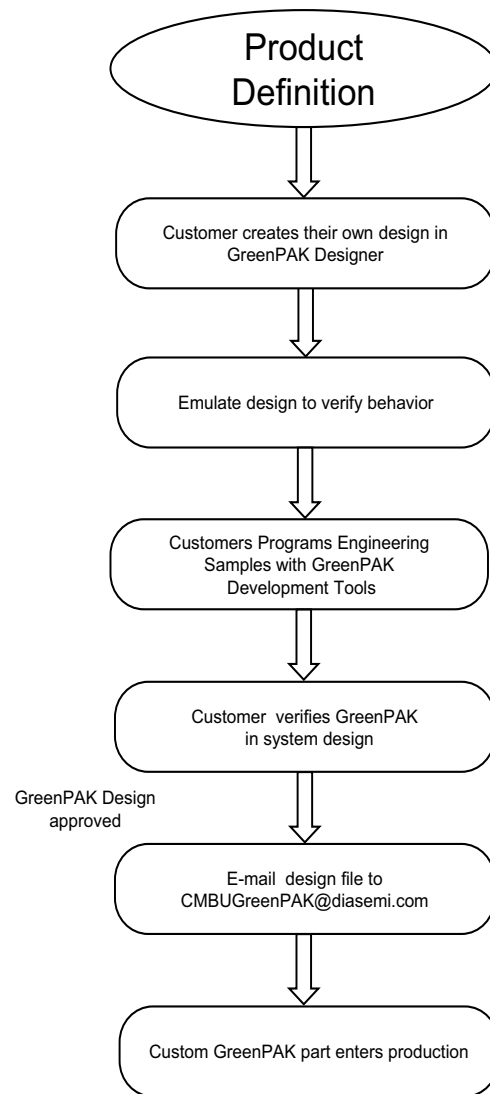 Product
Definition
Customer creates their own design in
GreenPAK Designer
Emulate design to verify behavior
Customers Programs Engineering
Samples with GreenPAK
Development Tools
Customer verifies GreenPAK
in system design
GreenPAK Design
approved
E-mail design file to
CMBUGreenPAK@diasemi.com
Custom GreenPAK part enters production